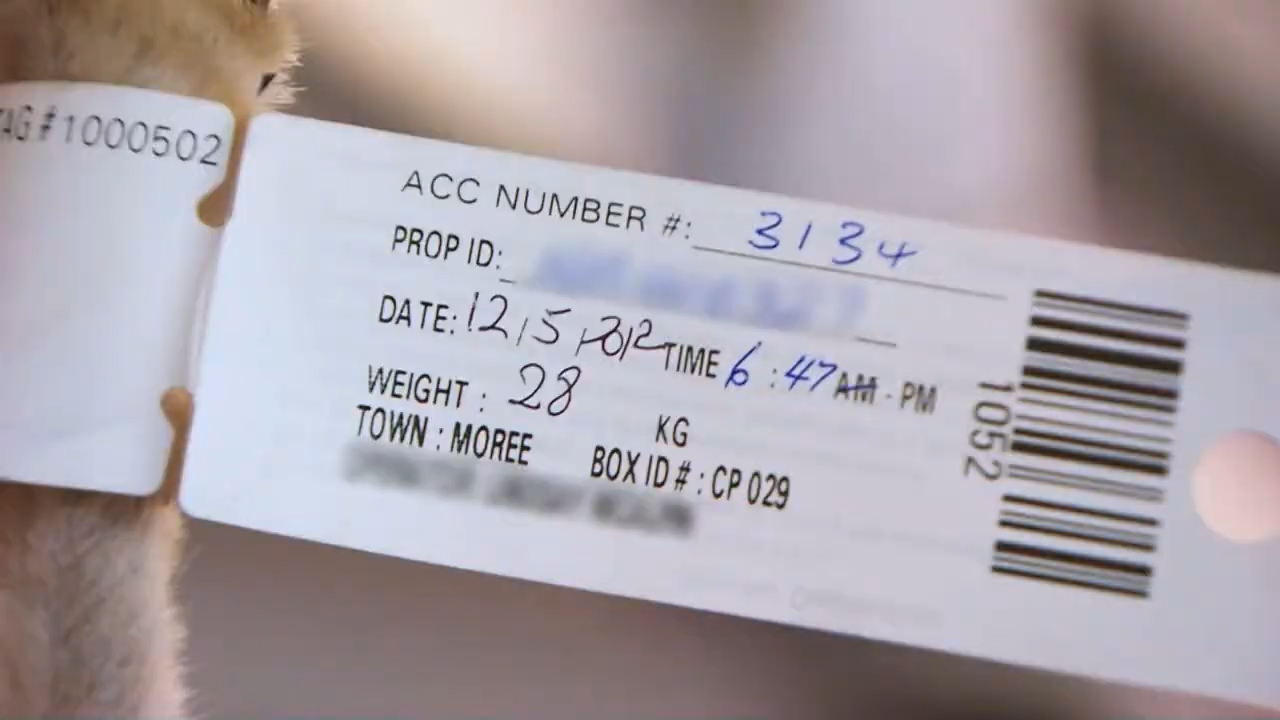 TAG #1000502
ACC NUMBER #: 3134
PROP ID:
DATE: 12/5/2012 TIME 6:47 AM - PM
WEIGHT: 28 KG
TOWN: MOREE BOX ID #: CP 029
1052